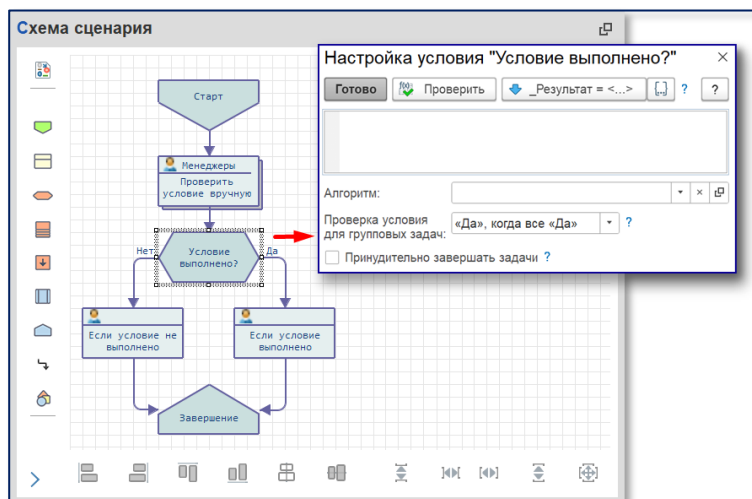 Схема сценария
Старт
Менеджеры
Проверить
условие вручную
Нет
Условие
выполнено?
Да
Если условие не
выполнено
Если условие
выполнено
Завершение
Настройка условия "Условие выполнено?"
Готово
Проверить
_Результат = <...>
{..}
?
?
Алгоритм:
Проверка условия
для групповых задач:
«Да», когда все «Да»
?
Принудительно завершать задачи ?